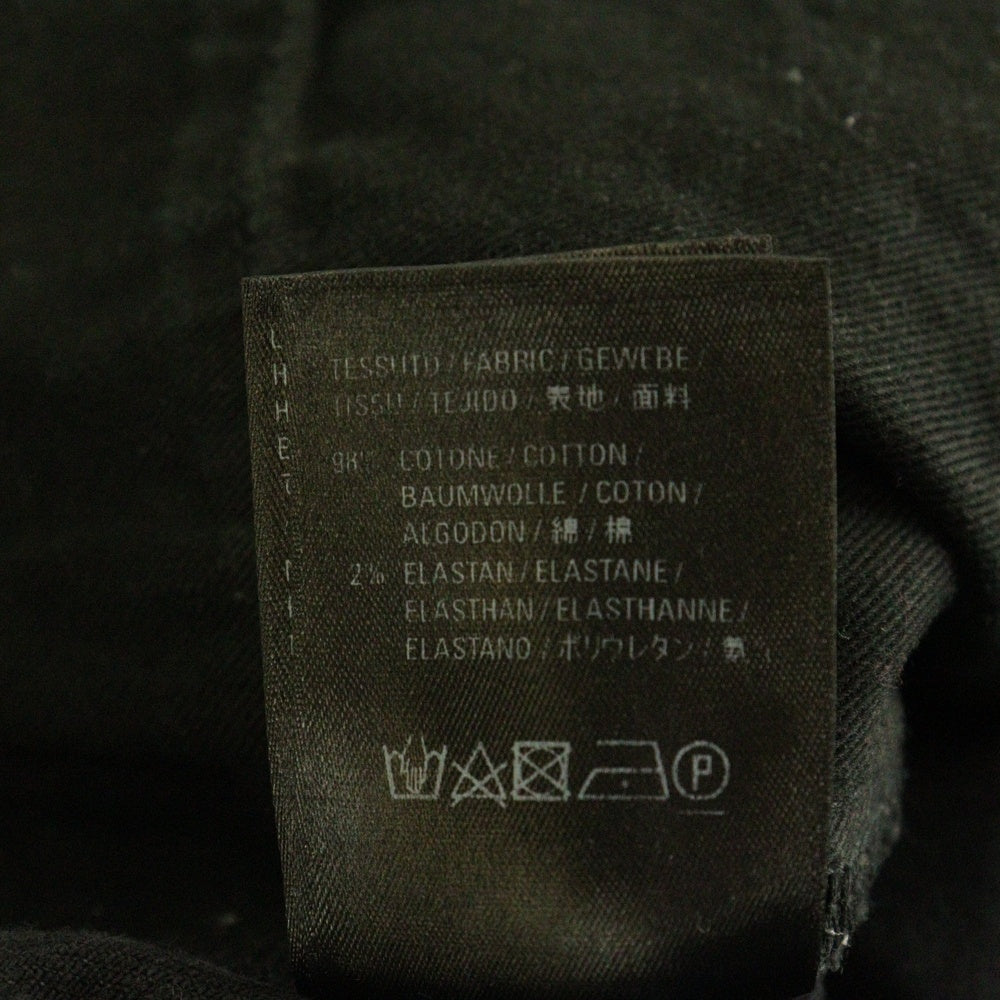 TESSUTO / FABRIC / GEWEBE /
TISSU / TEJIDO / 表地 / 面料
98% COTONE / COTTON /
BAUMWOLLE / COTON /
ALGODON / 綿 / 棉
2% ELASTAN / ELASTANE /
ELASTHAN / ELASTHANNE /
ELASTANO / ポリウレタン /
P